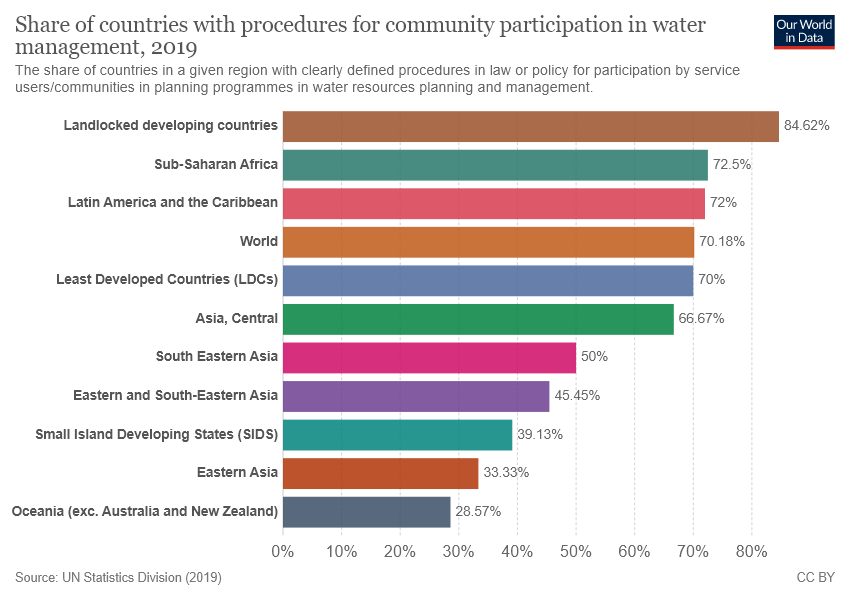 Share of countries with procedures for community participation in water
management, 2019
Our World
in Data
The share of countries in a given region with clearly defined procedures in law or policy for participation by service
users/communities in planning programmes in water resources planning and management.
Landlocked developing countries 84.62%
Sub-Saharan Africa 72.5%
Latin America and the Caribbean 72%
World 70.18%
Least Developed Countries (LDCs) 70%
Asia, Central 66.67%
South Eastern Asia 50%
Eastern and South-Eastern Asia 45.45%
Small Island Developing States (SIDS) 39.13%
Eastern Asia 33.33%
Oceania (exc. Australia and New Zealand) 28.57%
0% 10% 20% 30% 40% 50% 60% 70% 80%
Source: UN Statistics Division (2019) CC BY